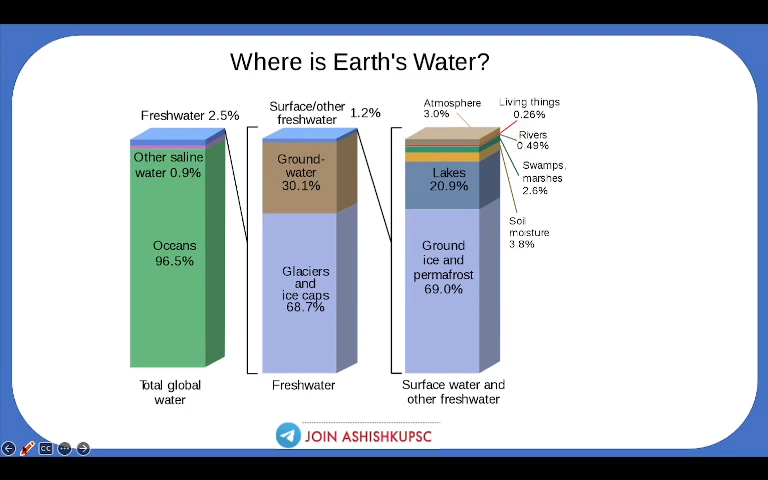 Where is Earth's Water?
Freshwater 2.5%
Other saline
water 0.9%
Oceans
96.5%
Total global
water
Surface/other
freshwater 1.2%
Ground-
water
30.1%
Glaciers
and
ice caps
68.7%
Freshwater
Atmosphere
3.0%
Living things
0.26%
Rivers
0.49%
Swamps,
marshes
2.6%
Soil
moisture
3.8%
Lakes
20.9%
Ground
ice and
permafrost
69.0%
Surface water and
other freshwater
JOIN ASHISHKUPSC
CC